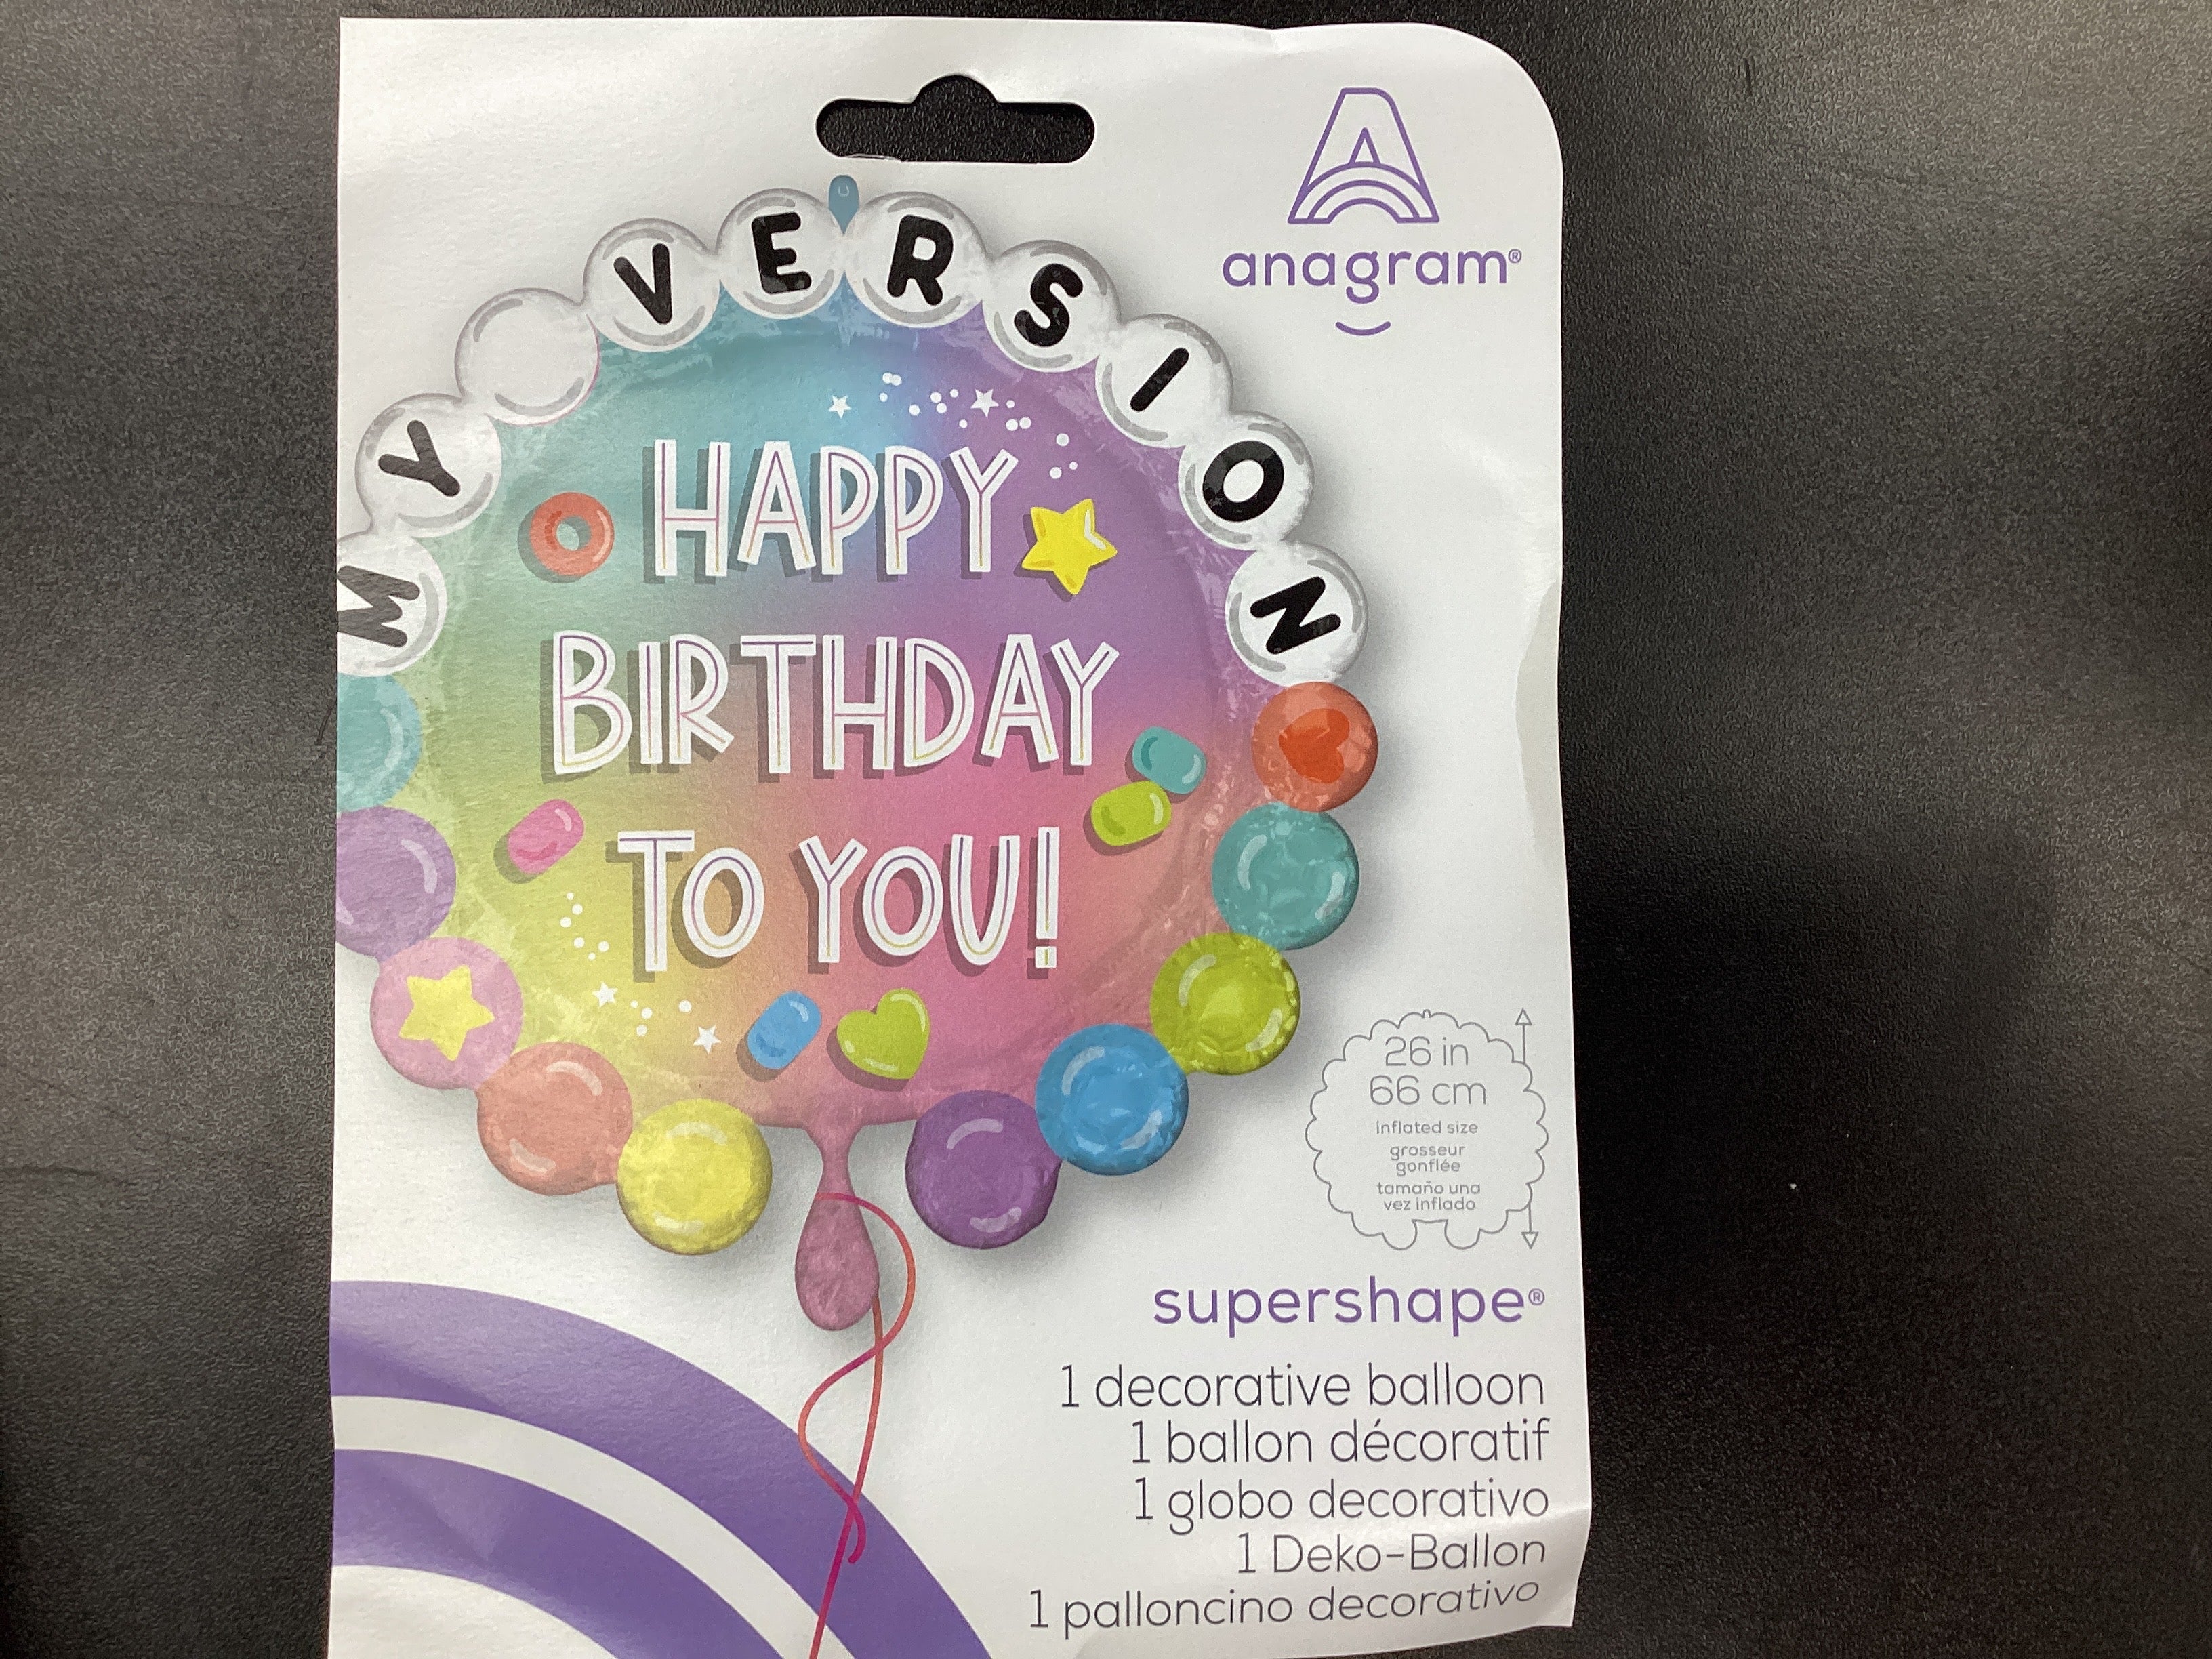 anagram®
MY VERSION
HAPPY
BIRTHDAY
TO YOU!
26 in
66 cm
inflated size
grosseur
gonflée
tamaño una
vez inflado
supershape®
1 decorative balloon
1 ballon décoratif
1 globo decorativo
1 Deko-Ballon
1 palloncino decorativo